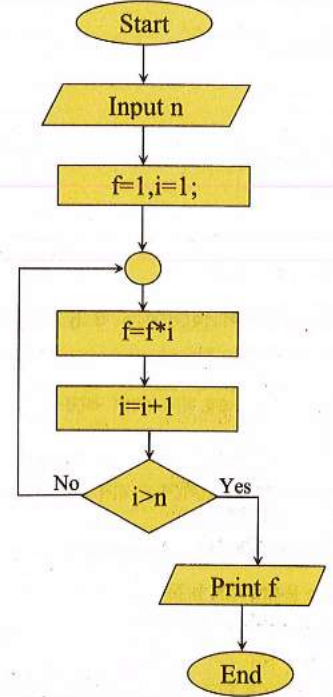 Start
Input n
f=1,i=1;
f=f*i
i=i+1
No
i>n
Yes
Print f
End